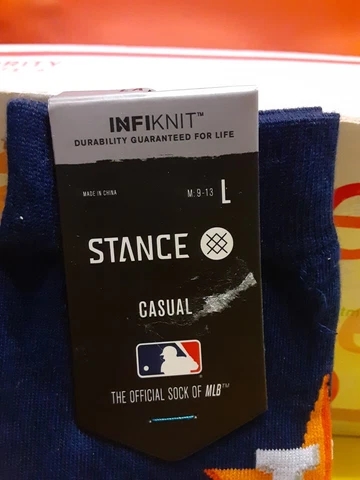 INFIKNIT™
DURABILITY GUARANTEED FOR LIFE
MADE IN CHINA
M: 9-13 L
STANCE
CASUAL
THE OFFICIAL SOCK OF MLB™